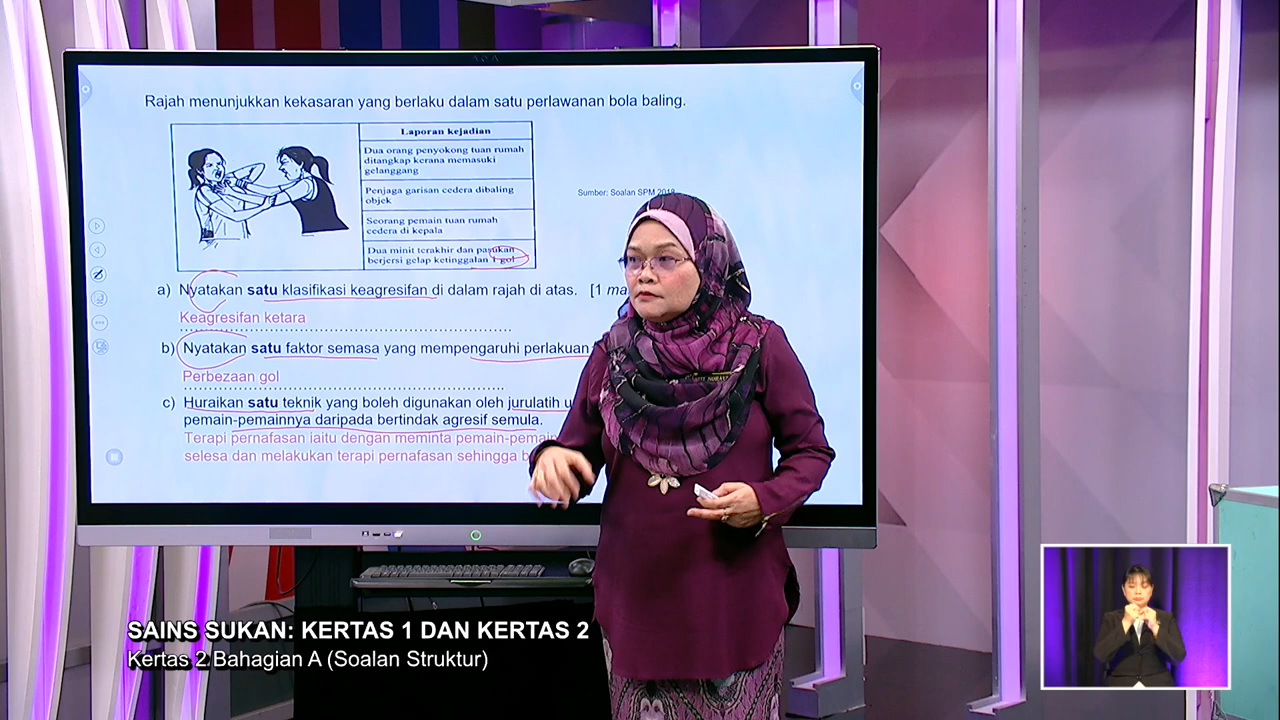 Rajah menunjukkan kekasaran yang berlaku dalam satu perlawanan bola baling.
Laporan kejadian
Dua orang penyokong tuan rumah
ditangkap kerana memasuki
gelanggang
Penjaga garisan cedera dibaling
objek
Seorang pemain tuan rumah
cedera di kepala
Dua minit terakhir dan pasukan
berjersi gelap ketinggalan 1 gol
Sumber: Soalan SPM 2018
a) Nyatakan satu klasifikasi keagresifan di dalam rajah di atas. [1
Keagresifan ketara
b) Nyatakan satu faktor semasa yang mempengaruhi perlakuan
Perbezaan gol
c) Huraikan satu teknik yang boleh digunakan oleh jurulatih
pemain-pemainnya daripada bertindak agresif semula.
Terapi pernafasan iaitu dengan meminta pemain-pemain
selesa dan melakukan terapi pernafasan sehingga
SAINS SUKAN: KERTAS 1 DAN KERTAS 2
Kertas 2 Bahagian A (Soalan Struktur)